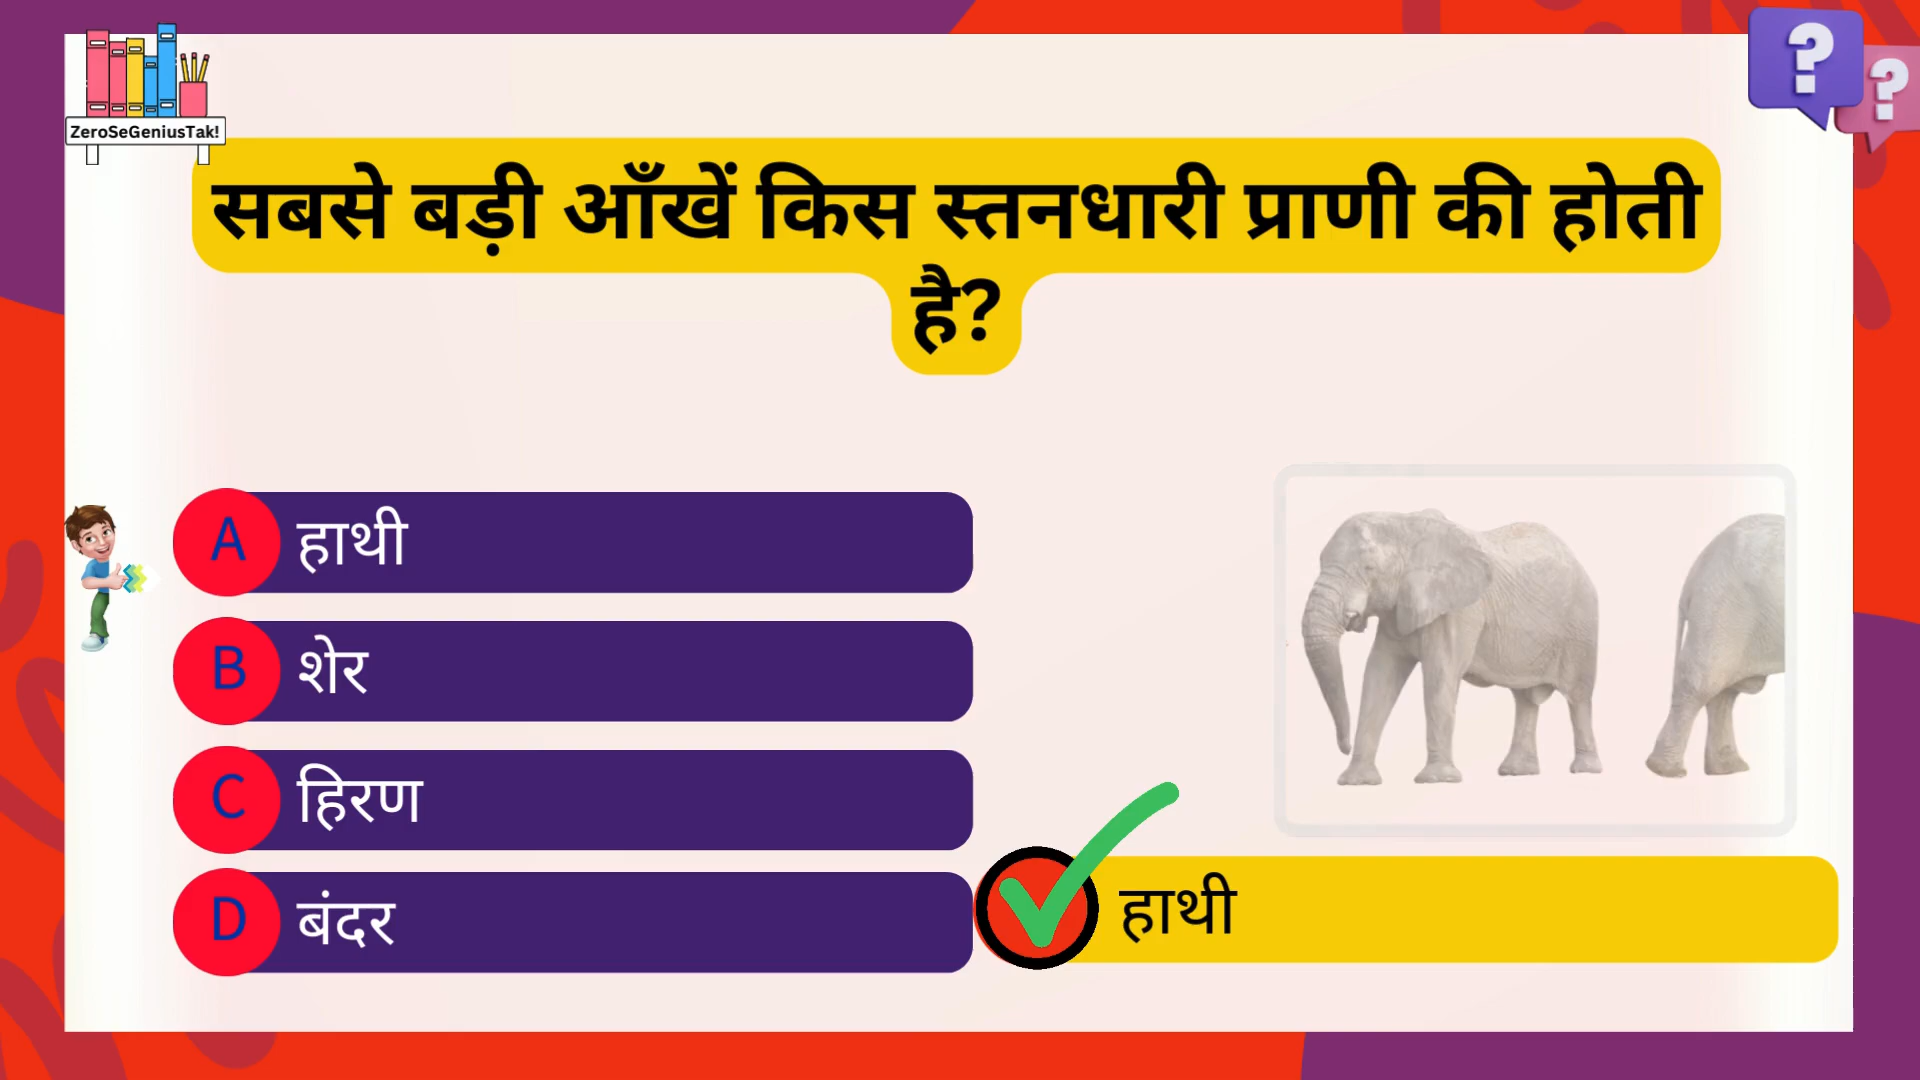 ZeroSeGeniusTak!
? ?
सबसे बड़ी आँखें किस स्तनधारी प्राणी की होती
है?
A हाथी
B शेर
C हिरण
D बंदर
हाथी